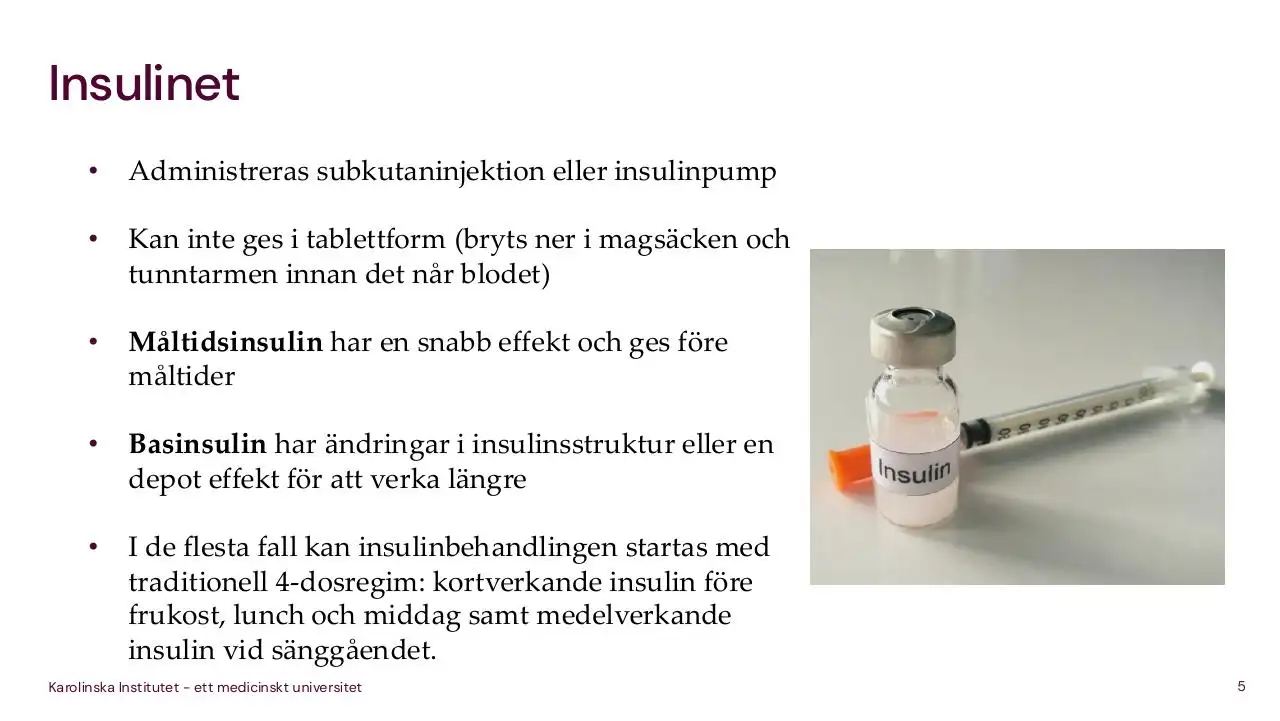 Insulinet
• Administreras subkutaninjektion eller insulinpump
• Kan inte ges i tablettform (bryts ner i magsäcken och
tunntarmen innan det når blodet)
• Måltidsinsulin har en snabb effekt och ges före
måltider
• Basinsulin har ändringar i insulinsstruktur eller en
depot effekt för att verka längre
• I de flesta fall kan insulinbehandlingen startas med
traditionell 4-dosregim: kortverkande insulin före
frukost, lunch och middag samt medelverkande
insulin vid sänggåendet.
Insulin
Karolinska Institutet - ett medicinskt universitet
5